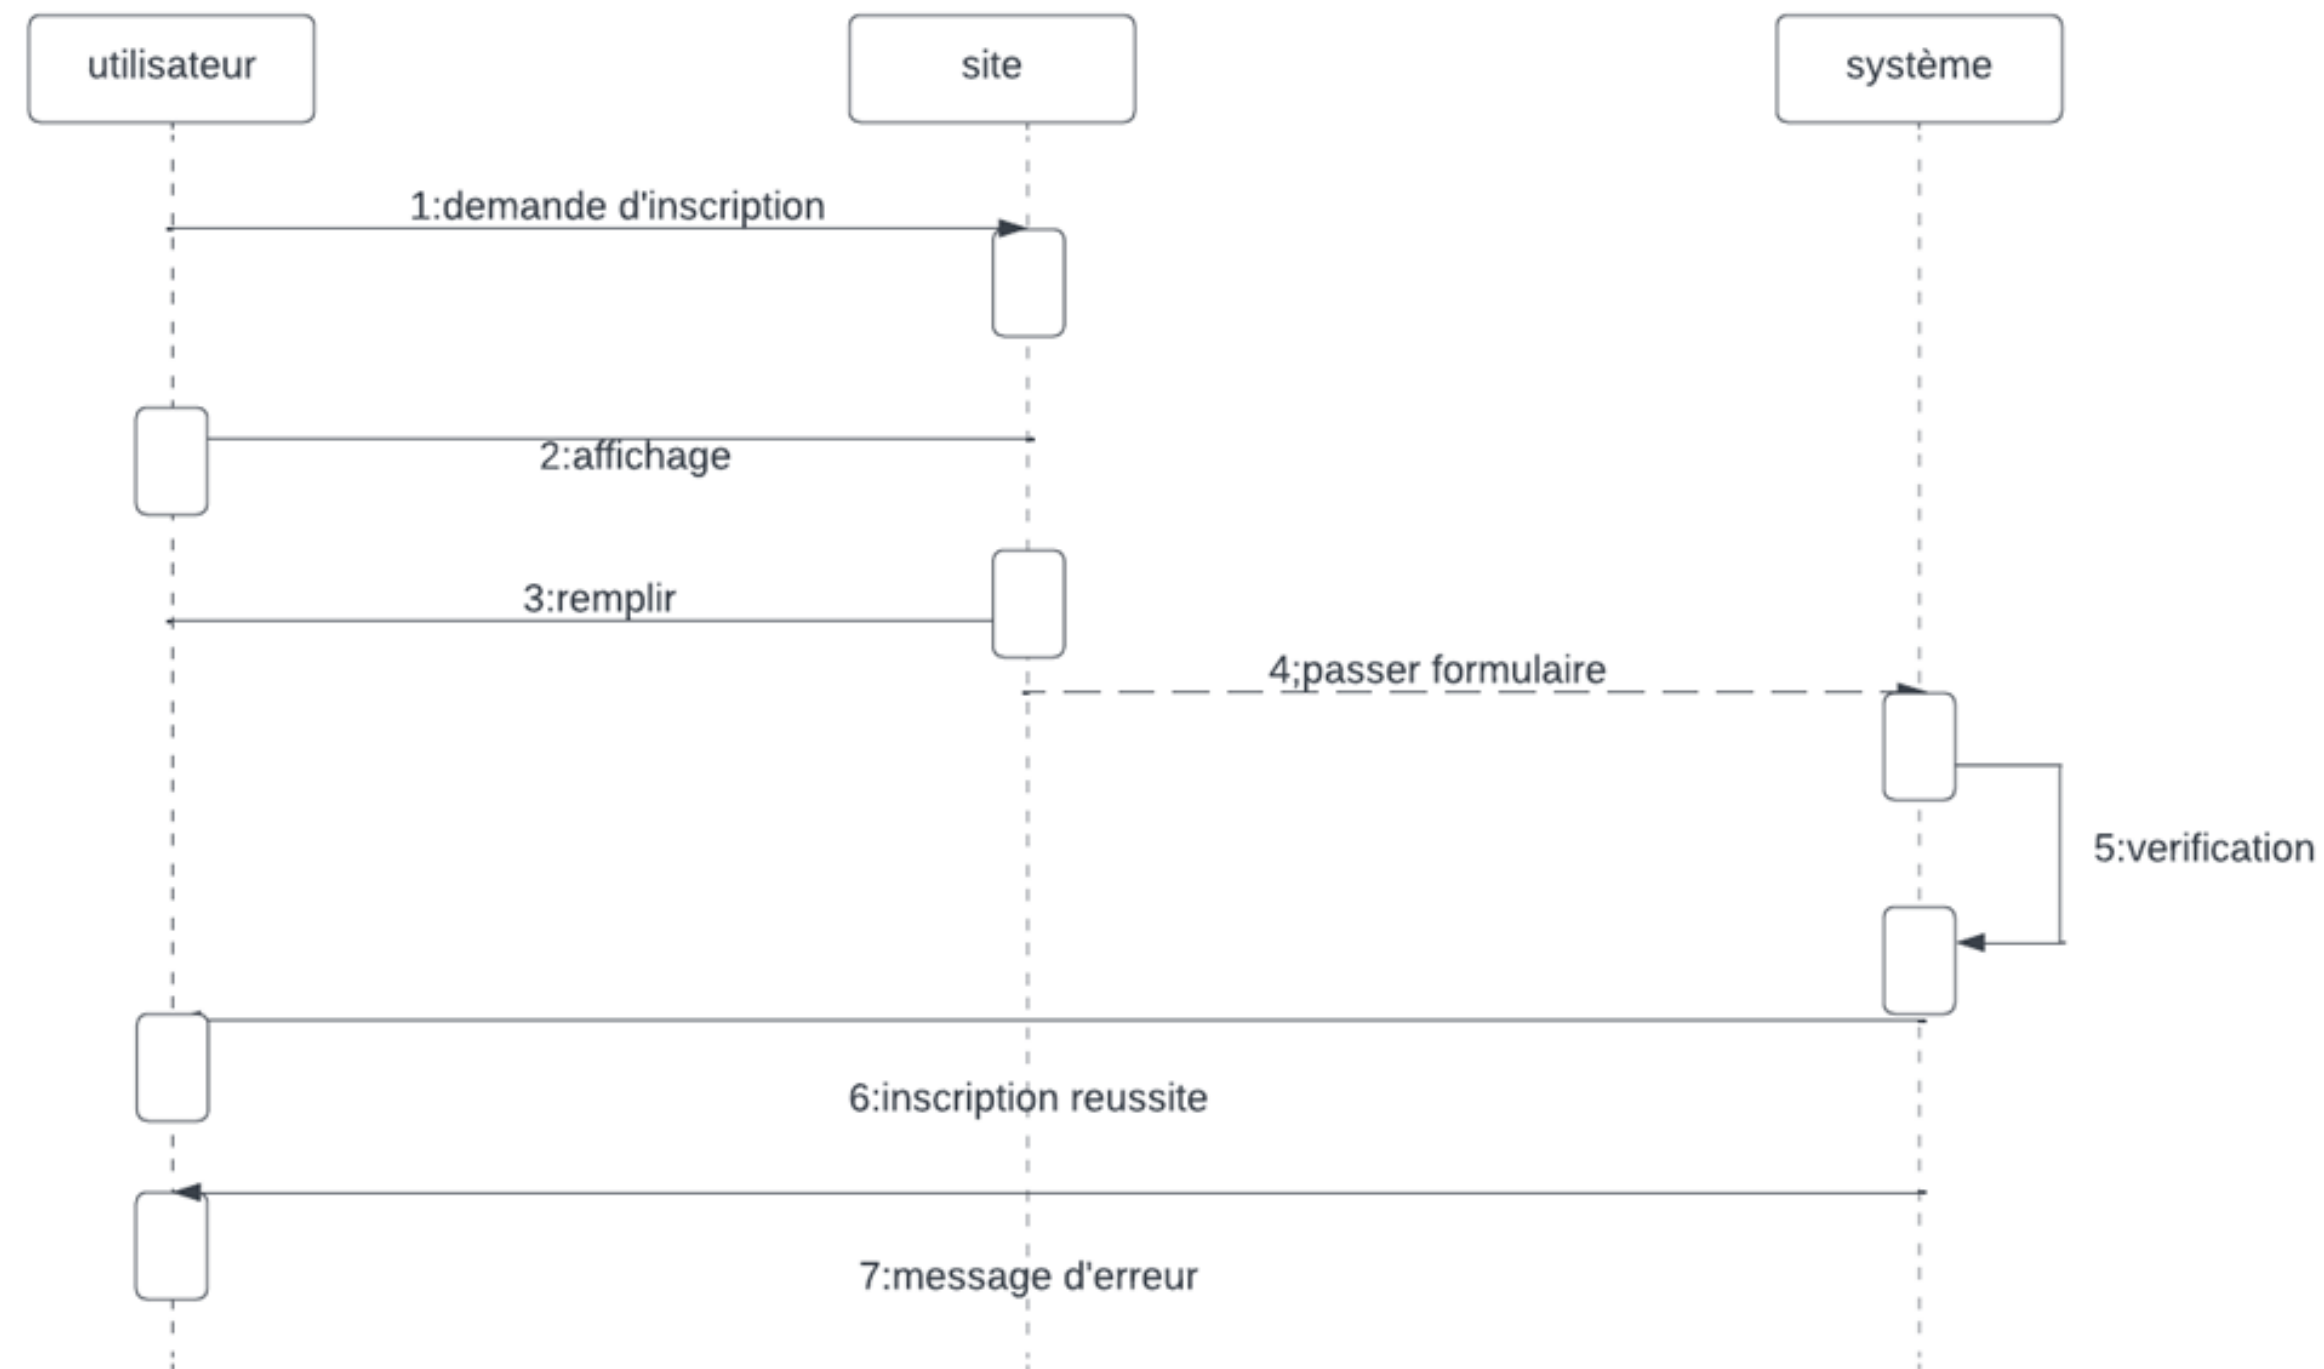 utilisateur
site
système
1:demande d'inscription
2:affichage
3:remplir
4;passer formulaire
5:verification
6:inscription reussite
7:message d'erreur